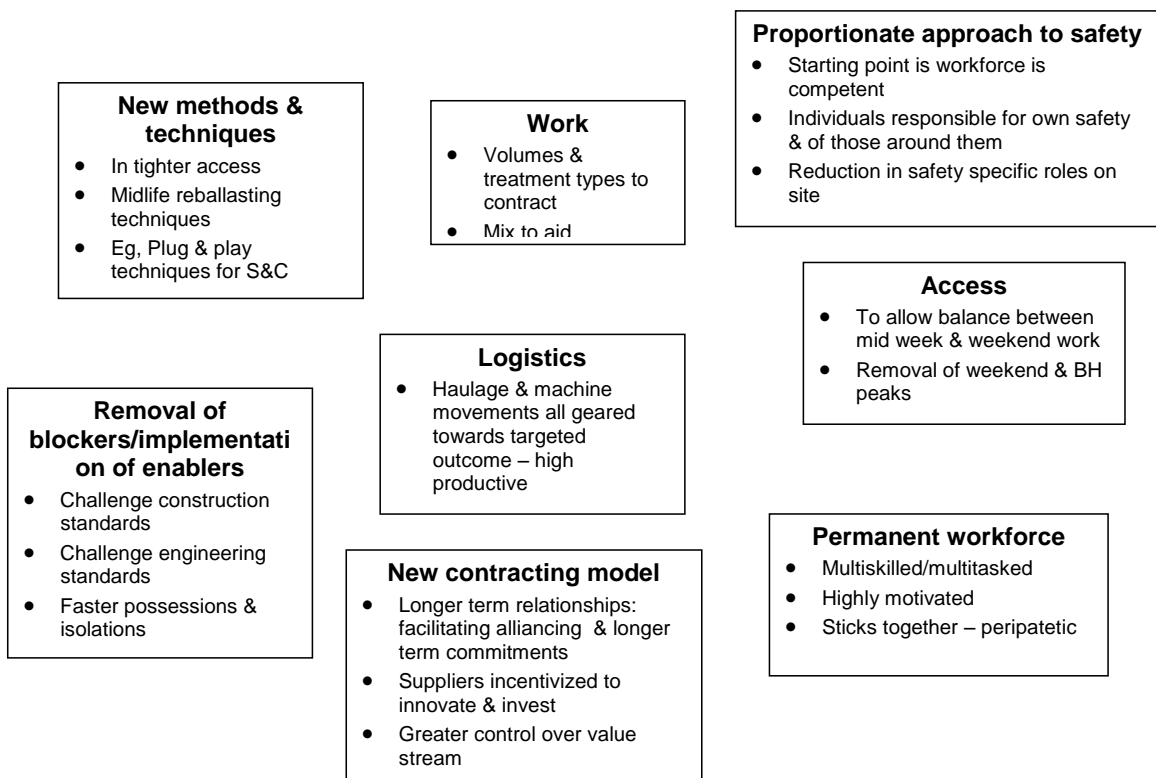 Proportionate approach to safety
• Starting point is workforce is
competent
• Individuals responsible for own safety
& of those around them
• Reduction in safety specific roles on
site
New methods &
techniques
• In tighter access
• Midlife reballasting
techniques
• Eg, Plug & play
techniques for S&C
Work
• Volumes &
treatment types to
contract
• Mix to aid
Access
• To allow balance between
mid week & weekend work
• Removal of weekend & BH
peaks
Logistics
• Haulage & machine
movements all geared
towards targeted
outcome – high
productive
Removal of
blockers/implementati
on of enablers
• Challenge construction
standards
• Challenge engineering
standards
• Faster possessions &
isolations
Permanent workforce
• Multiskilled/multitasked
• Highly motivated
• Sticks together – peripatetic
New contracting model
• Longer term relationships:
facilitating alliancing & longer
term commitments
• Suppliers incentivized to
innovate & invest
• Greater control over value
stream